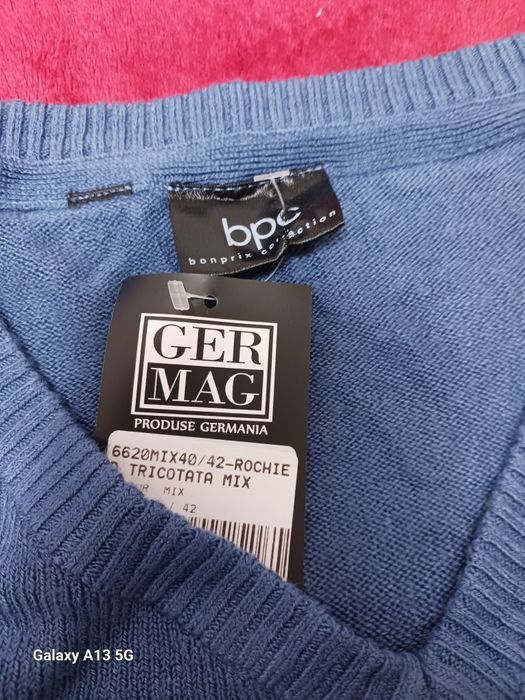 bpc
bonprix collection
GER
MAG
PRODUSE GERMANIA
6620MIX40/42-ROCHIE
TRICOTATA MIX
MIX
42
Galaxy A13 5G